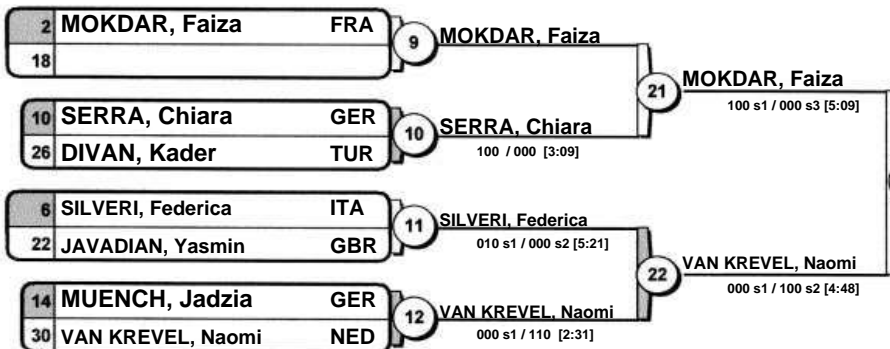 2 MOKDAR, Faiza FRA
18
9
MOKDAR, Faiza
10 SERRA, Chiara GER
26 DIVAN, Kader TUR
10
SERRA, Chiara
100 / 000 [3:09]
21
MOKDAR, Faiza
100 s1 / 000 s3 [5:09]
6 SILVERI, Federica ITA
22 JAVADIAN, Yasmin GBR
11
SILVERI, Federica
010 s1 / 000 s2 [5:21]
14 MUENCH, Jadzia GER
30 VAN KREVEL, Naomi NED
12
VAN KREVEL, Naomi
000 s1 / 110 [2:31]
22
VAN KREVEL, Naomi
000 s1 / 100 s2 [4:48]